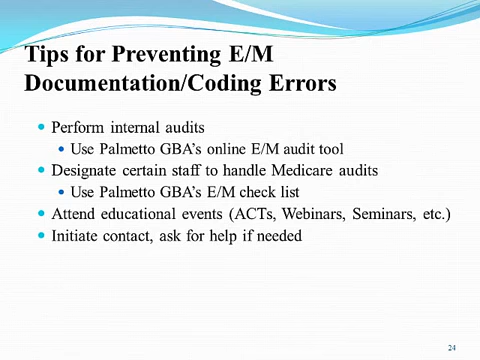 Tips for Preventing E/M
Documentation/Coding Errors
• Perform internal audits
• Use Palmetto GBA's online E/M audit tool
• Designate certain staff to handle Medicare audits
• Use Palmetto GBA's E/M check list
• Attend educational events (ACTs, Webinars, Seminars, etc.)
• Initiate contact, ask for help if needed
24